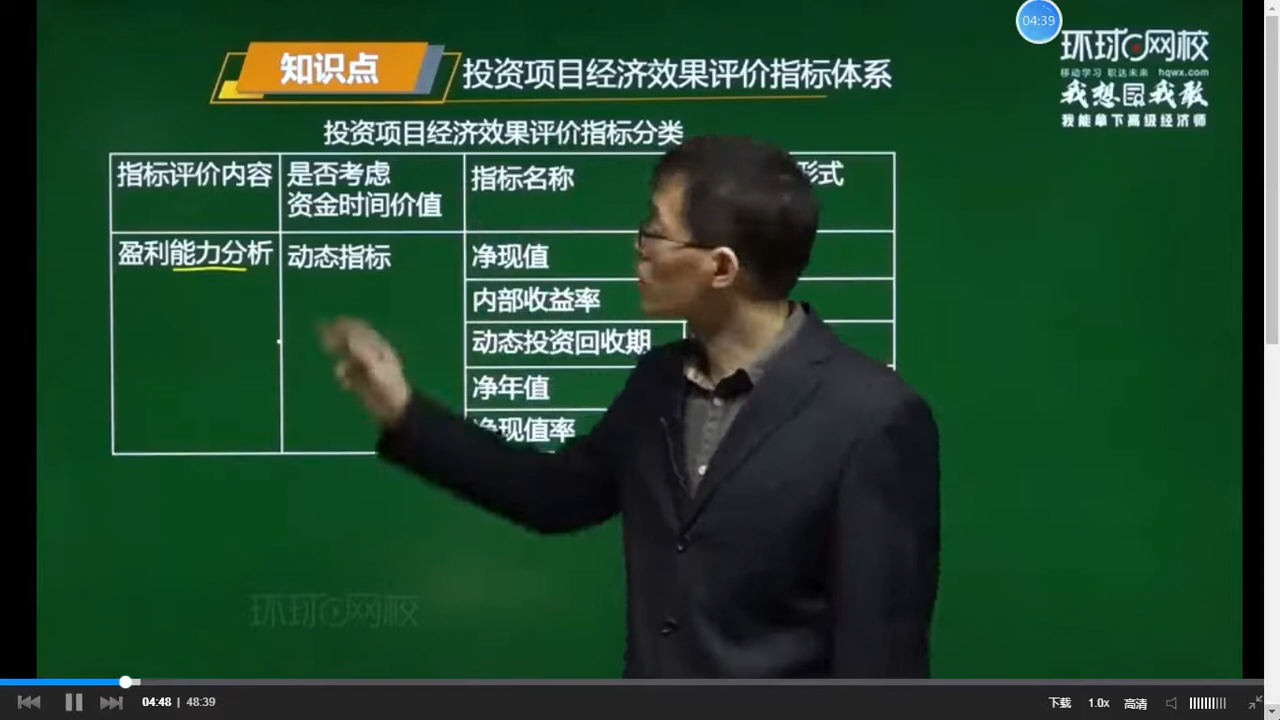 04:39
环球网校
移动学习 职达未来 hqwx.com
我想 我敢
我能拿下高级经济师
知识点 投资项目经济效果评价指标体系
投资项目经济效果评价指标分类
指标评价内容 是否考虑 指标名称 形式
资金时间价值
盈利能力分析 动态指标 净现值
内部收益率
动态投资回收期
净年值
净现值率
环球网校
04:48 | 48:39 下载 1.0x 高清